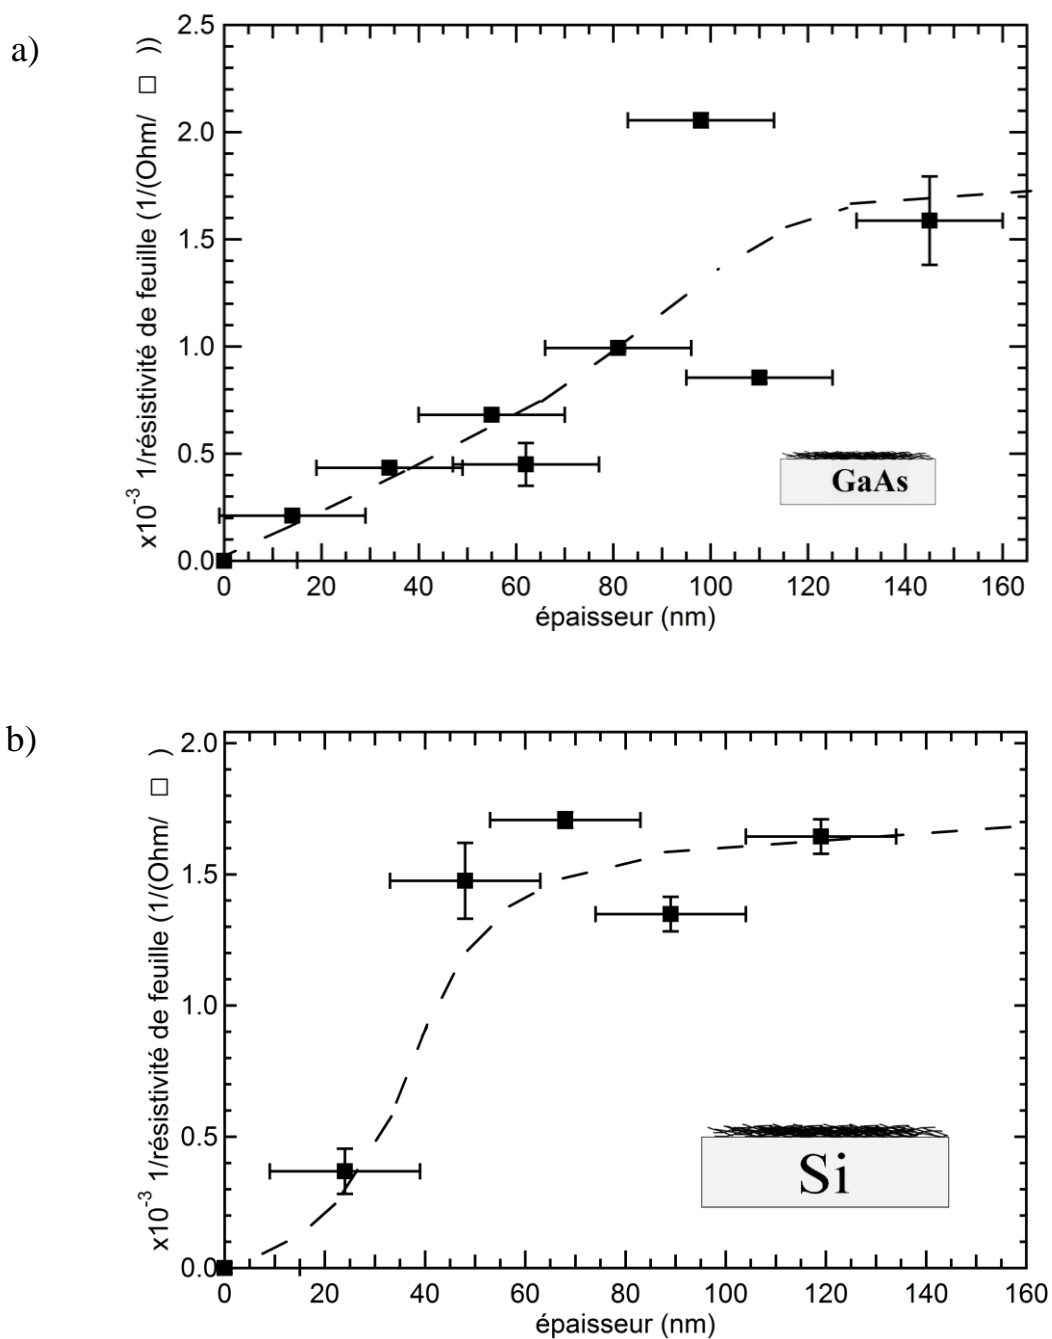 a)
x10⁻³ 1/résistivité de feuille (1/(Ohm/ □ ))
2.5
2.0
1.5
1.0
0.5
0.0
GaAs
0 20 40 60 80 100 120 140 160
épaisseur (nm)
b)
x10⁻³ 1/résistivité de feuille (1/(Ohm/ □ )
2.0
1.5
1.0
0.5
0.0
Si
0 20 40 60 80 100 120 140 160
épaisseur (nm)